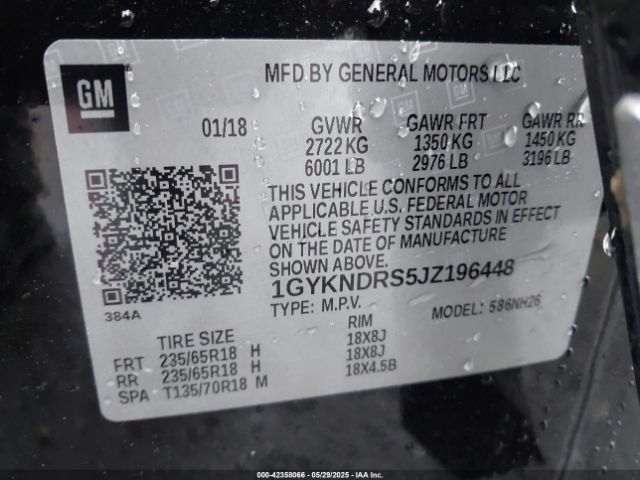 GM
MFD BY GENERAL MOTORS LLC
01/18 GVWR GAWR FRT GAWR RR
2722 KG 1350 KG 1450 KG
6001 LB 2976 LB 3196 LB
THIS VEHICLE CONFORMS TO ALL
APPLICABLE U.S. FEDERAL MOTOR
VEHICLE SAFETY STANDARDS IN EFFECT
ON THE DATE OF MANUFACTURE
SHOWN ABOVE.
1GYKNDRS5JZ196448
384A TYPE: M.P.V. MODEL: 586NH26
TIRE SIZE RIM
FRT 235/65R18 H 18X8J
RR 235/65R18 H 18X8J
SPA T135/70R18 M 18X4.5B
000-42358066 - 05/29/2025 - IAA Inc.